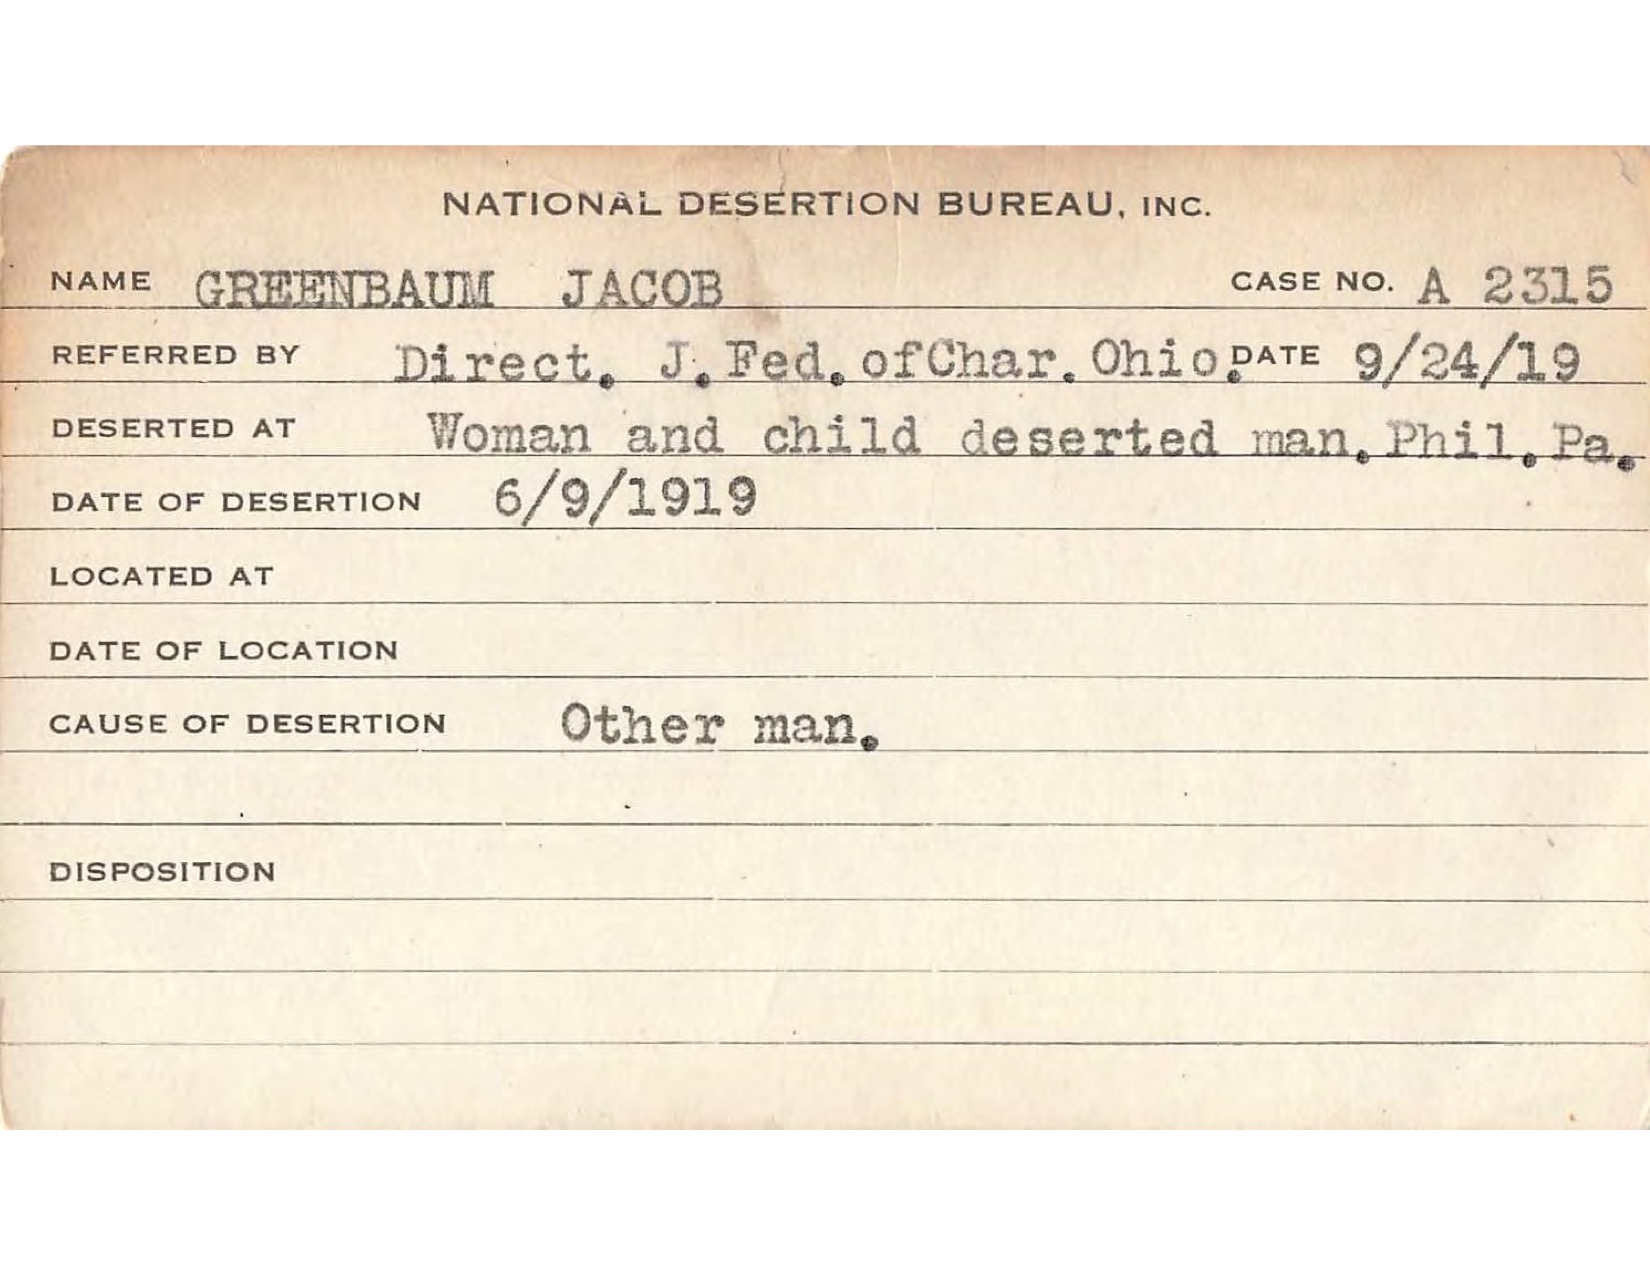 NATIONAL DESERTION BUREAU, INC.
NAME GREENBAUM JACOB CASE NO. A 2315
REFERRED BY Direct. J. Fed. ofChar. Ohio. DATE 9/24/19
DESERTED AT Woman and child deserted man. Phil. Pa.
DATE OF DESERTION 6/9/1919
LOCATED AT
DATE OF LOCATION
CAUSE OF DESERTION Other man.
DISPOSITION